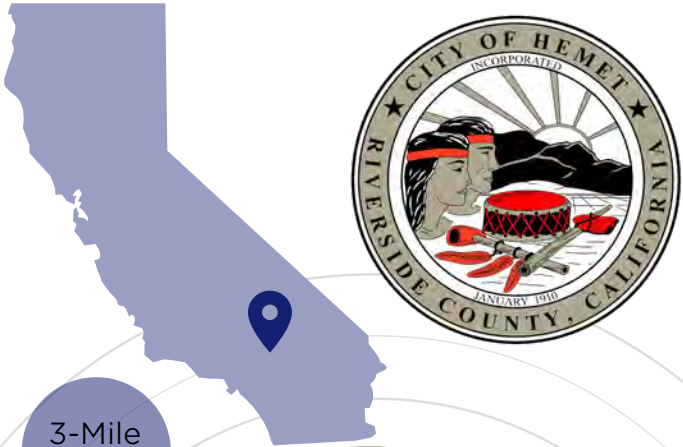 CITY OF HEMET
INCORPORATED
RIVERSIDE COUNTY, CALIFORNIA
JANUARY 1910
3-Mile